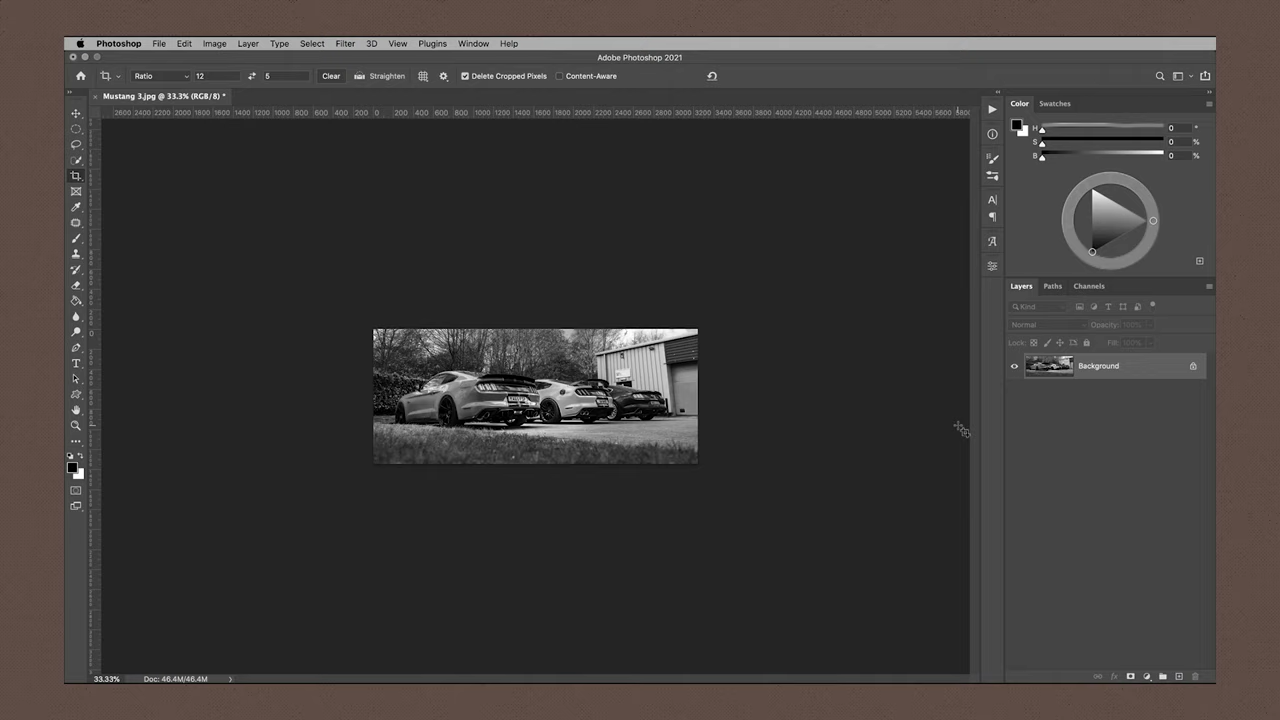 Photoshop File Edit Image Layer Type Select Filter 3D View Plugins Window Help
Adobe Photoshop 2021
Ratio 12 5 Clear Straighten Delete Cropped Pixels Content-Aware
× Mustang 3.jpg @ 33.3% (RGB/8) *
2600 2400 2200 2000 1800 1600 1400 1200 1000 800 600 400 200 0 200 400 600 800 1000 1200 1400 1600 1800 2000 2200 2400 2600 2800 3000 3200 3400 3600 3800 4000 4200 4400 4600 4800 5000 5200 5400 5600 5800
Color Swatches
H 0 °
S 0 %
B 0 %
Layers Paths Channels
Kind
Normal Opacity: 100%
Lock: Fill: 100%
Background
33.33% Doc: 46.4M/46.4M